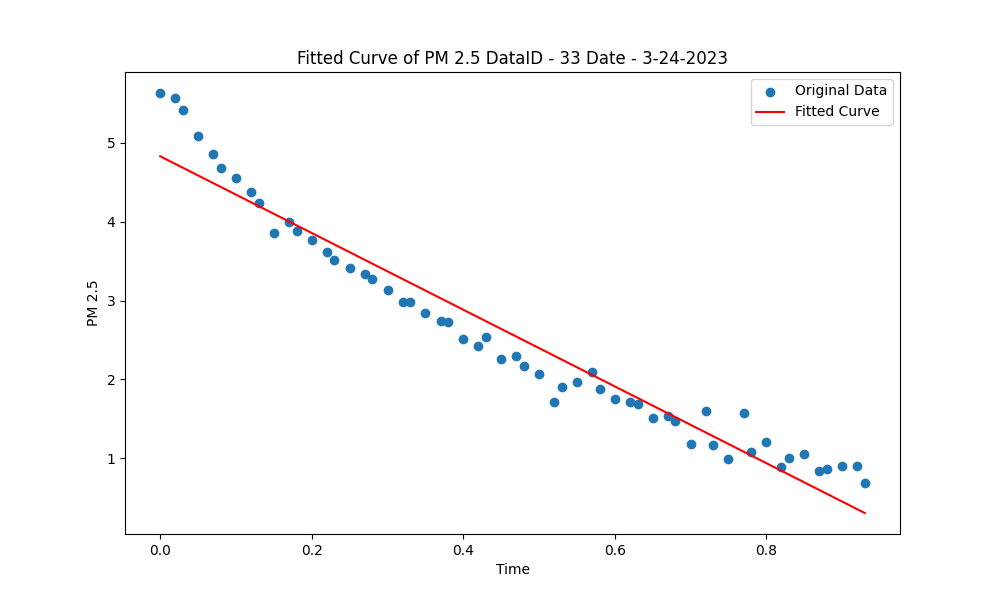 Fitted Curve of PM 2.5 DataID - 33 Date - 3-24-2023
Original Data
Fitted Curve
PM 2.5
5
4
3
2
1
0.0 0.2 0.4 0.6 0.8
Time